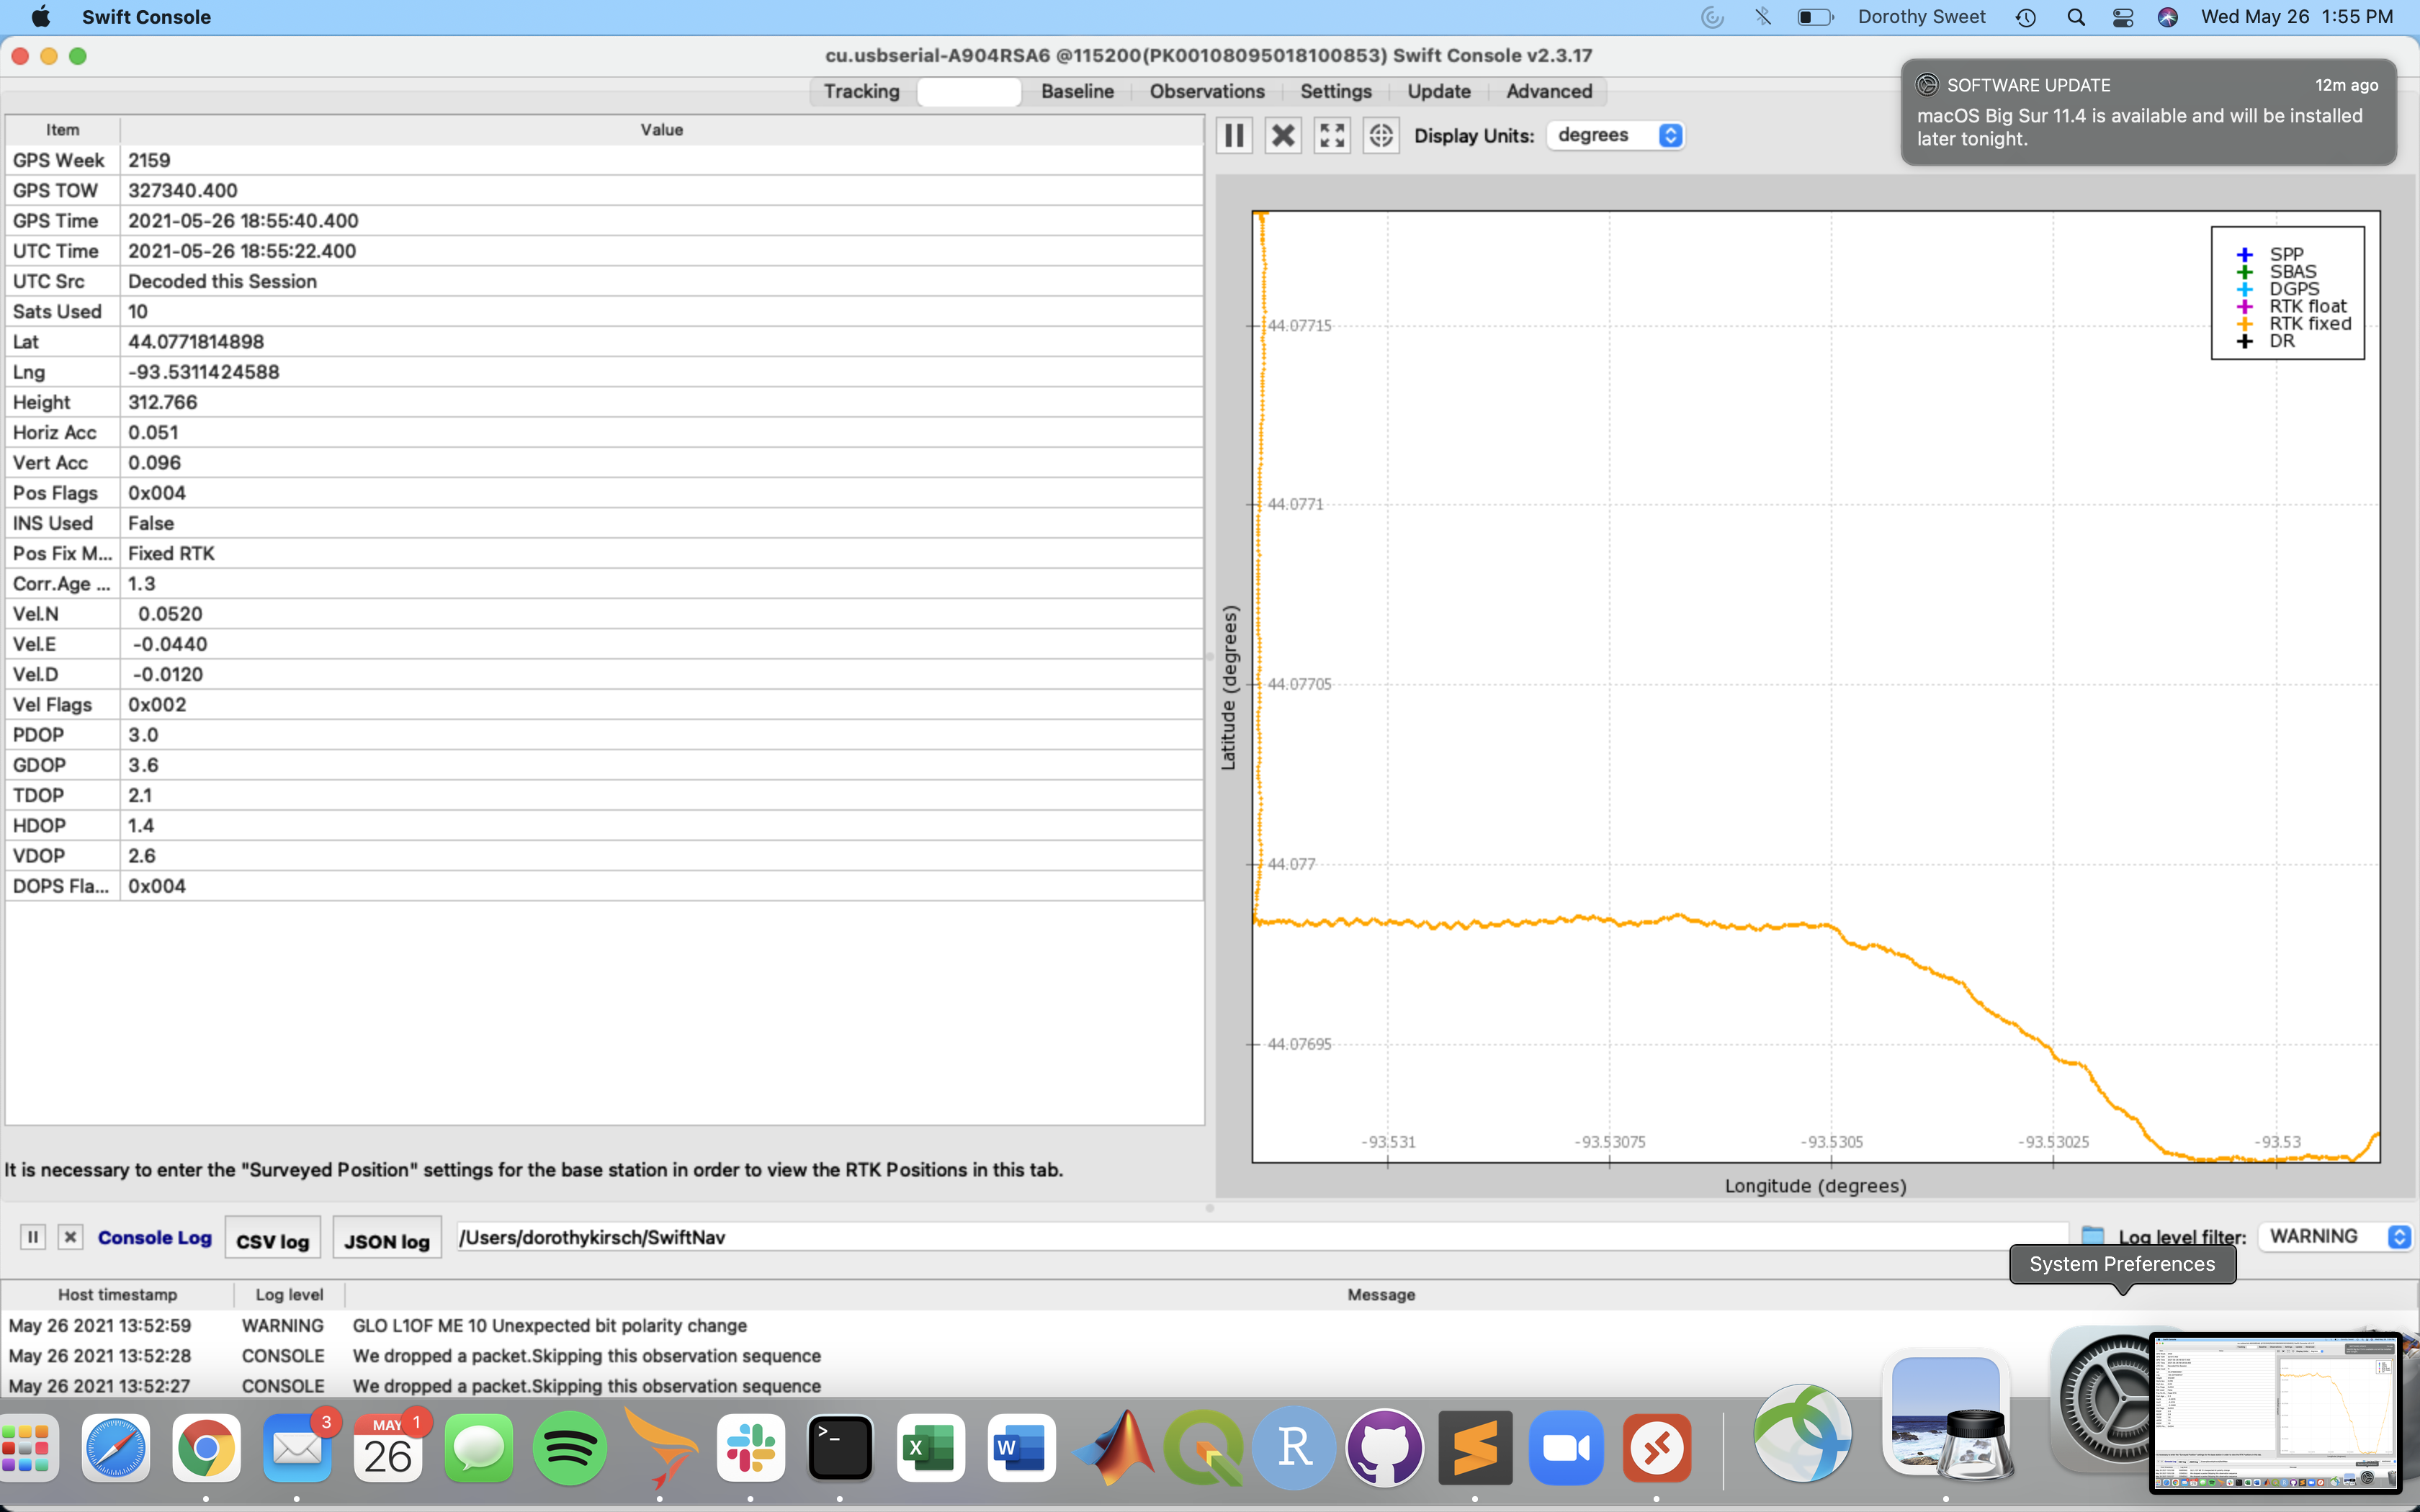 Swift Console
Dorothy Sweet
Wed May 26 1:55 PM
cu.usbserial-A904RSA6 @115200(PK00108095018100853) Swift Console v2.3.17
Tracking Baseline Observations Settings Update Advanced
SOFTWARE UPDATE 12m ago
macOS Big Sur 11.4 is available and will be installed
later tonight.
Item Value
GPS Week 2159
GPS TOW 327340.400
GPS Time 2021-05-26 18:55:40.400
UTC Time 2021-05-26 18:55:22.400
UTC Src Decoded this Session
Sats Used 10
Lat 44.0771814898
Lng -93.5311424588
Height 312.766
Horiz Acc 0.051
Vert Acc 0.096
Pos Flags 0x004
INS Used False
Pos Fix M... Fixed RTK
Corr.Age ... 1.3
Vel.N 0.0520
Vel.E -0.0440
Vel.D -0.0120
Vel Flags 0x002
PDOP 3.0
GDOP 3.6
TDOP 2.1
HDOP 1.4
VDOP 2.6
DOPS Fla... 0x004
It is necessary to enter the "Surveyed Position" settings for the base station in order to view the RTK Positions in this tab.
Display Units: degrees
SPP
SBAS
DGPS
RTK float
RTK fixed
DR
44.07715
44.0771
44.07705
44.077
44.07695
Latitude (degrees)
-93.531 -93.53075 -93.5305 -93.53025 -93.53
Longitude (degrees)
Console Log CSV log JSON log /Users/dorothykirsch/SwiftNav Log level filter: WARNING
System Preferences
Host timestamp Log level Message
May 26 2021 13:52:59 WARNING GLO L1OF ME 10 Unexpected bit polarity change
May 26 2021 13:52:28 CONSOLE We dropped a packet.Skipping this observation sequence
May 26 2021 13:52:27 CONSOLE We dropped a packet.Skipping this observation sequence
3
MAY 1
26
>_
X
W
R